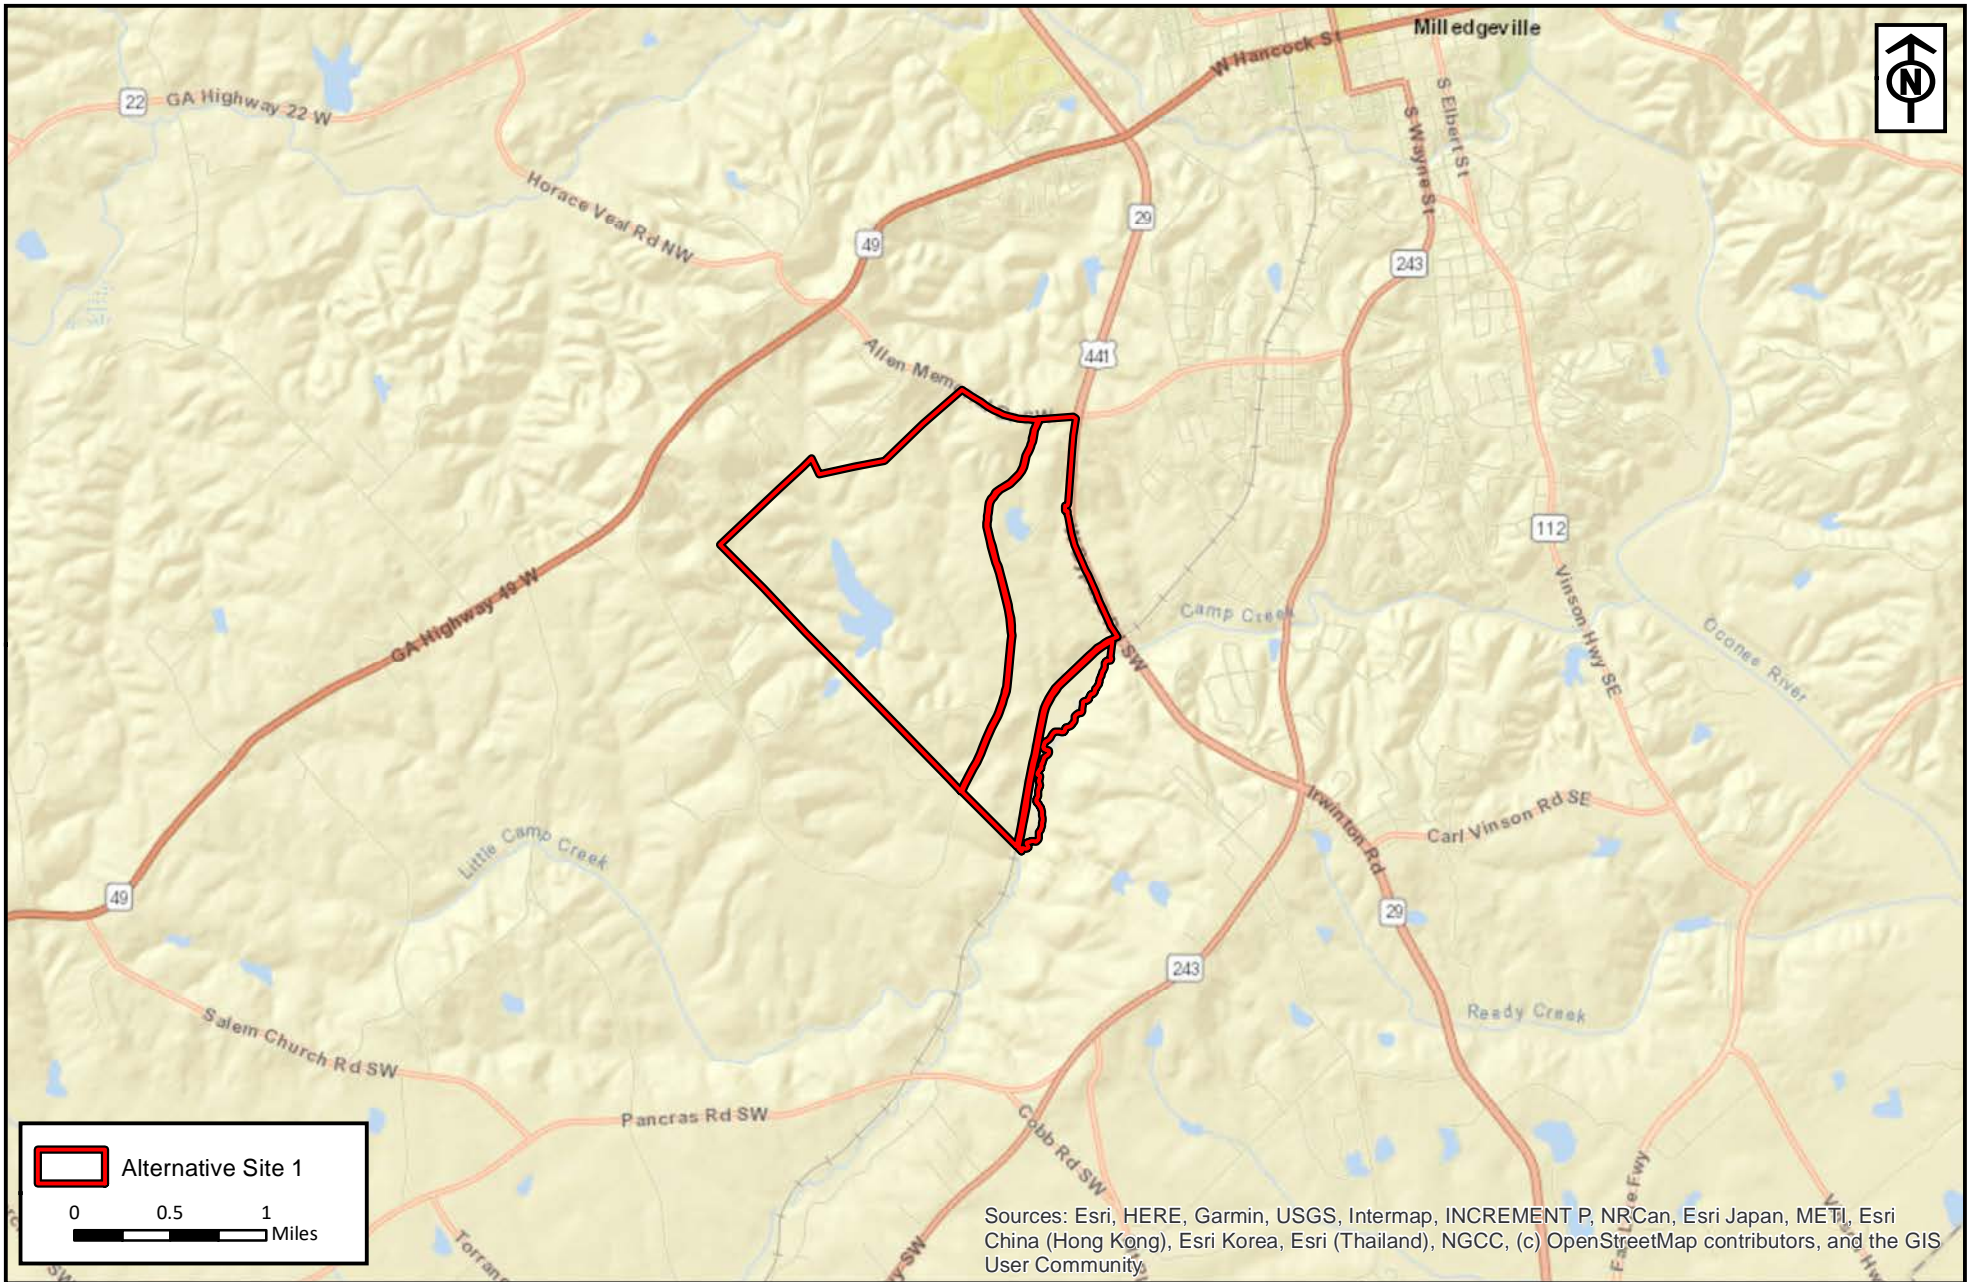 Milledgeville
N
W Hancock St
S Elbert St
22
GA Highway 22 W
S Wayne St
Horace Veal Rd NW
29
49
243
441
Allen Mem
SW
112
GA Highway 49 W
Vinson Hwy SE
Camp Creek
SW
Oconee River
Irwinton Rd
Carl Vinson Rd SE
Little Camp Creek
49
29
243
Reedy Creek
Salem Church Rd SW
Pancras Rd SW
Cobb Rd SW
Alternative Site 1
0 0.5 1
Miles
Sources: Esri, HERE, Garmin, USGS, Intermap, INCREMENT P, NRCan, Esri Japan, METI, Esri
China (Hong Kong), Esri Korea, Esri (Thailand), NGCC, (c) OpenStreetMap contributors, and the GIS
User Community